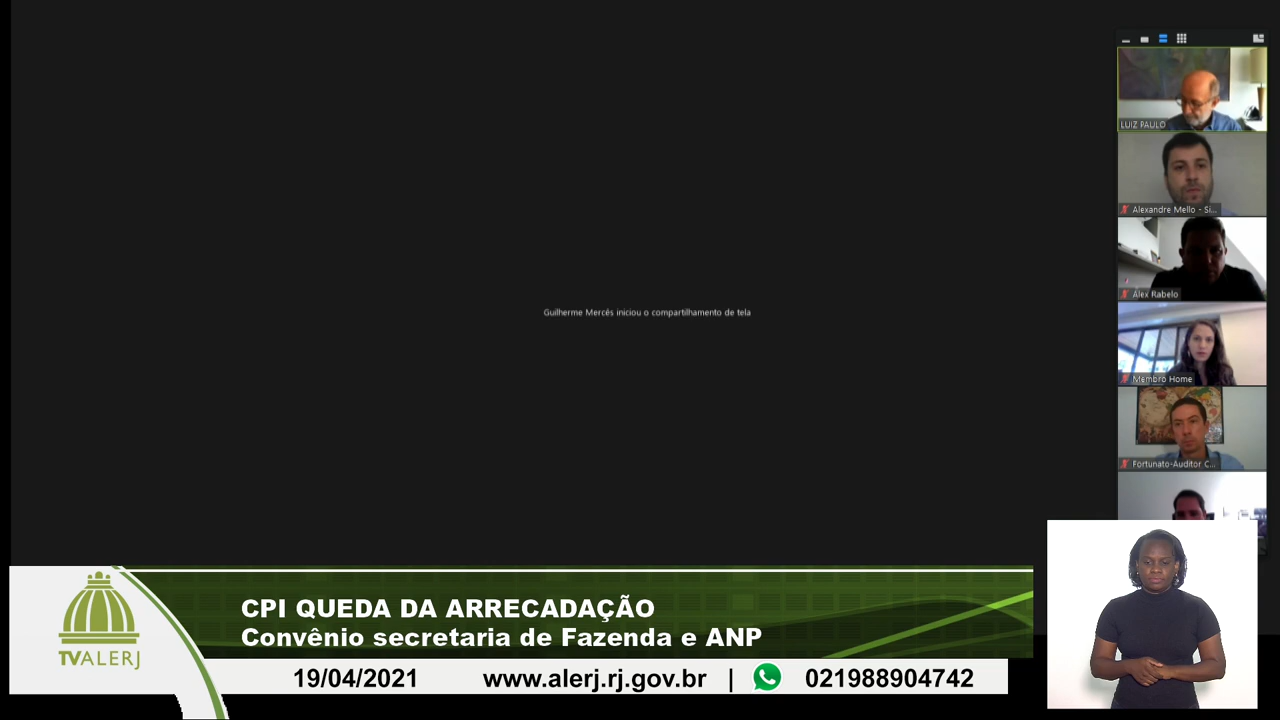 LUIZ PAULO
Alexandre Mello - Si...
Álex Rabelo
Membro Home
Fortunato-Auditor C...
Guilherme Mercês iniciou o compartilhamento de tela
CPI QUEDA DA ARRECADAÇÃO
Convênio secretaria de Fazenda e ANP
TVALERJ
19/04/2021 www.alerj.rj.gov.br | 021988904742